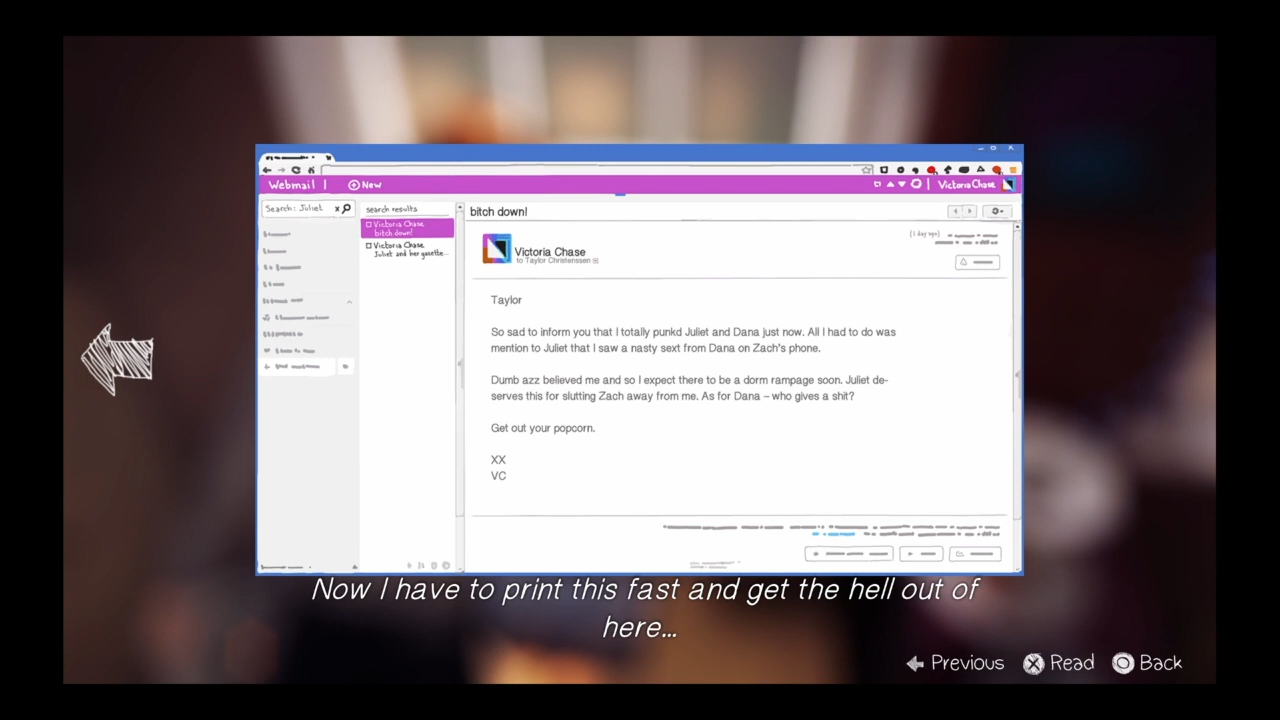 Webmail | New
Victoria Chase
Search: Juliet x
search results
Victoria Chase
bitch down!
Victoria Chase
Juliet and her gazette...
bitch down!
(1 day ago)
Victoria Chase
to Taylor Christenssen
Taylor
So sad to inform you that I totally punkd Juliet and Dana just now. All I had to do was
mention to Juliet that I saw a nasty sext from Dana on Zach's phone.
Dumb azz believed me and so I expect there to be a dorm rampage soon. Juliet de-
serves this for slutting Zach away from me. As for Dana – who gives a shit?
Get out your popcorn.
XX
VC
Now I have to print this fast and get the hell out of
here...
Previous Read Back